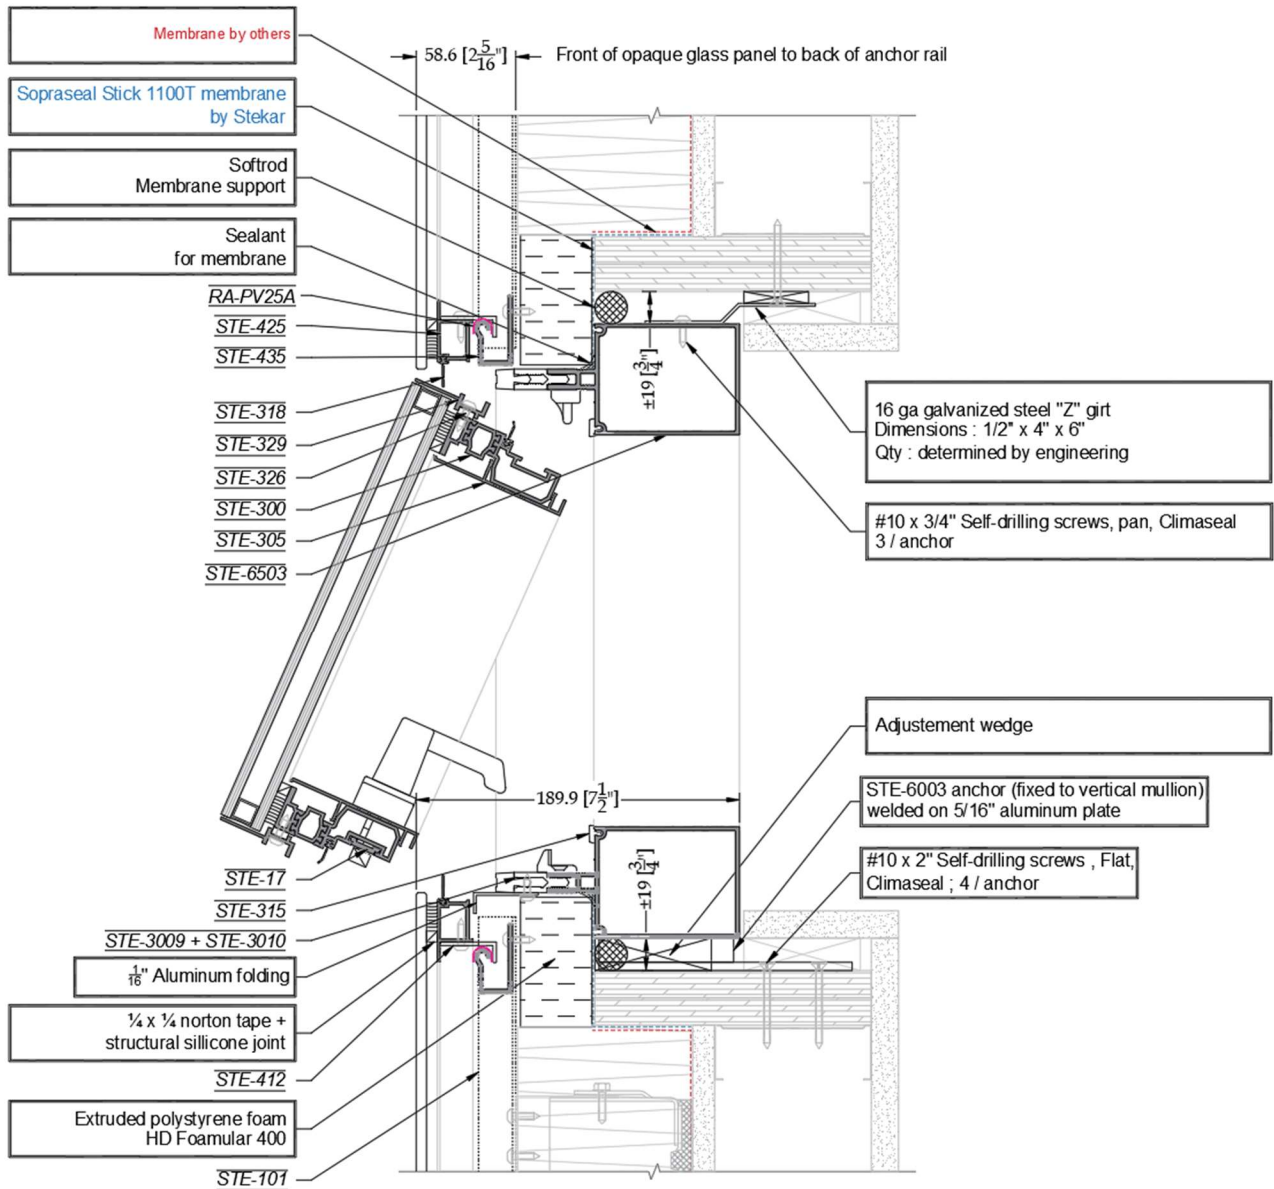 Membrane by others
58.6 [2 5/16"]
Front of opaque glass panel to back of anchor rail
Sopraseal Stick 1100T membrane
by Stekar
Softrod
Membrane support
Sealant
for membrane
RA-PV25A
STE-425
STE-435
±19 [3/4"]
STE-318
STE-329
STE-326
STE-300
STE-305
STE-6503
16 ga galvanized steel "Z" girt
Dimensions : 1/2" x 4" x 6"
Qty : determined by engineering
#10 x 3/4" Self-drilling screws, pan, Climaseal
3 / anchor
Adjustement wedge
189.9 [7 1/2"]
STE-6003 anchor (fixed to vertical mullion)
welded on 5/16" aluminum plate
#10 x 2" Self-drilling screws , Flat,
Climaseal ; 4 / anchor
±19 [3/4"]
STE-17
STE-315
STE-3009 + STE-3010
1/16" Aluminum folding
¼ x ¼ norton tape +
structural sillicone joint
STE-412
Extruded polystyrene foam
HD Foamular 400
STE-101